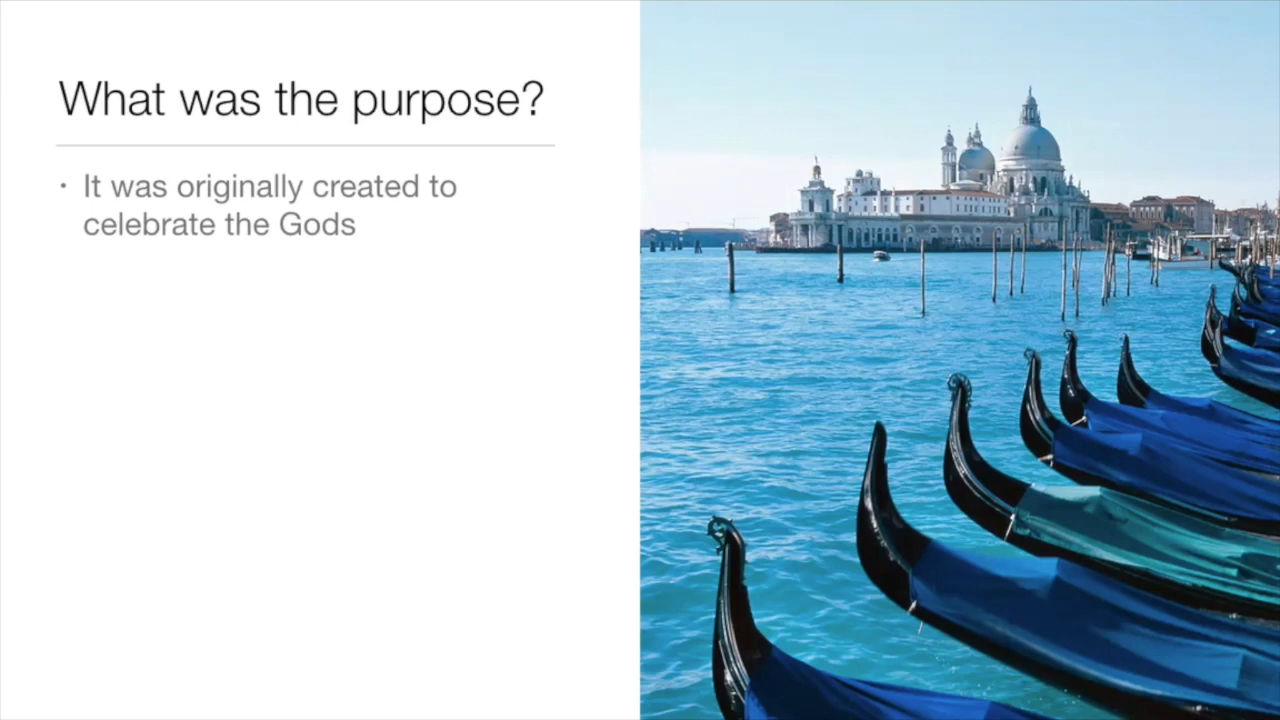 What was the purpose?
• It was originally created to
celebrate the Gods